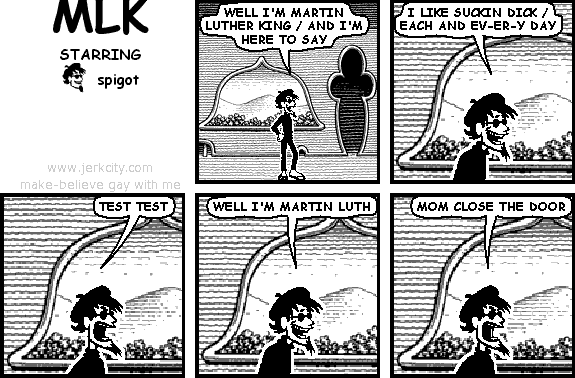 MLK
STARRING
spigot
www.jerkcity.com
make-believe gay with me
WELL I'M MARTIN
LUTHER KING / AND I'M
HERE TO SAY
I LIKE SUCKIN DICK /
EACH AND EV-ER-Y DAY
TEST TEST
WELL I'M MARTIN LUTH
MOM CLOSE THE DOOR